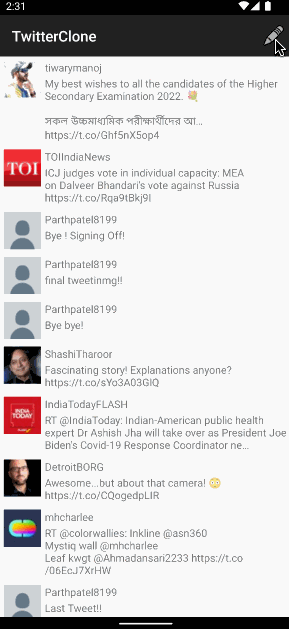 2:31
TwitterClone
tiwarymanoj
My best wishes to all the candidates of the Higher
Secondary Examination 2022. 💐
সকল উচ্চমাধ্যমিক পরীক্ষার্থীদের আ…
https://t.co/Ghf5nX5op4
TOI
TOIIndiaNews
ICJ judges vote in individual capacity: MEA
on Dalveer Bhandari's vote against Russia
https://t.co/Rqa9tBkj9I
Parthpatel8199
Bye ! Signing Off!
Parthpatel8199
final tweetinmg!!
Parthpatel8199
Bye bye!
ShashiTharoor
Fascinating story! Explanations anyone?
https://t.co/sYo3A03GIQ
INDIA
TODAY
IndiaTodayFLASH
RT @IndiaToday: Indian-American public health
expert Dr Ashish Jha will take over as President Joe
Biden's Covid-19 Response Coordinator ne…
DetroitBORG
Awesome...but about that camera! 😳
https://t.co/CQogedpLIR
mhcharlee
RT @colorwallies: Inkline @asn360
Mystiq wall @mhcharlee
Leaf kwgt @Ahmadansari2233 https://t.co
/06EcJ7XrHW
Parthpatel8199
Last Tweet!!